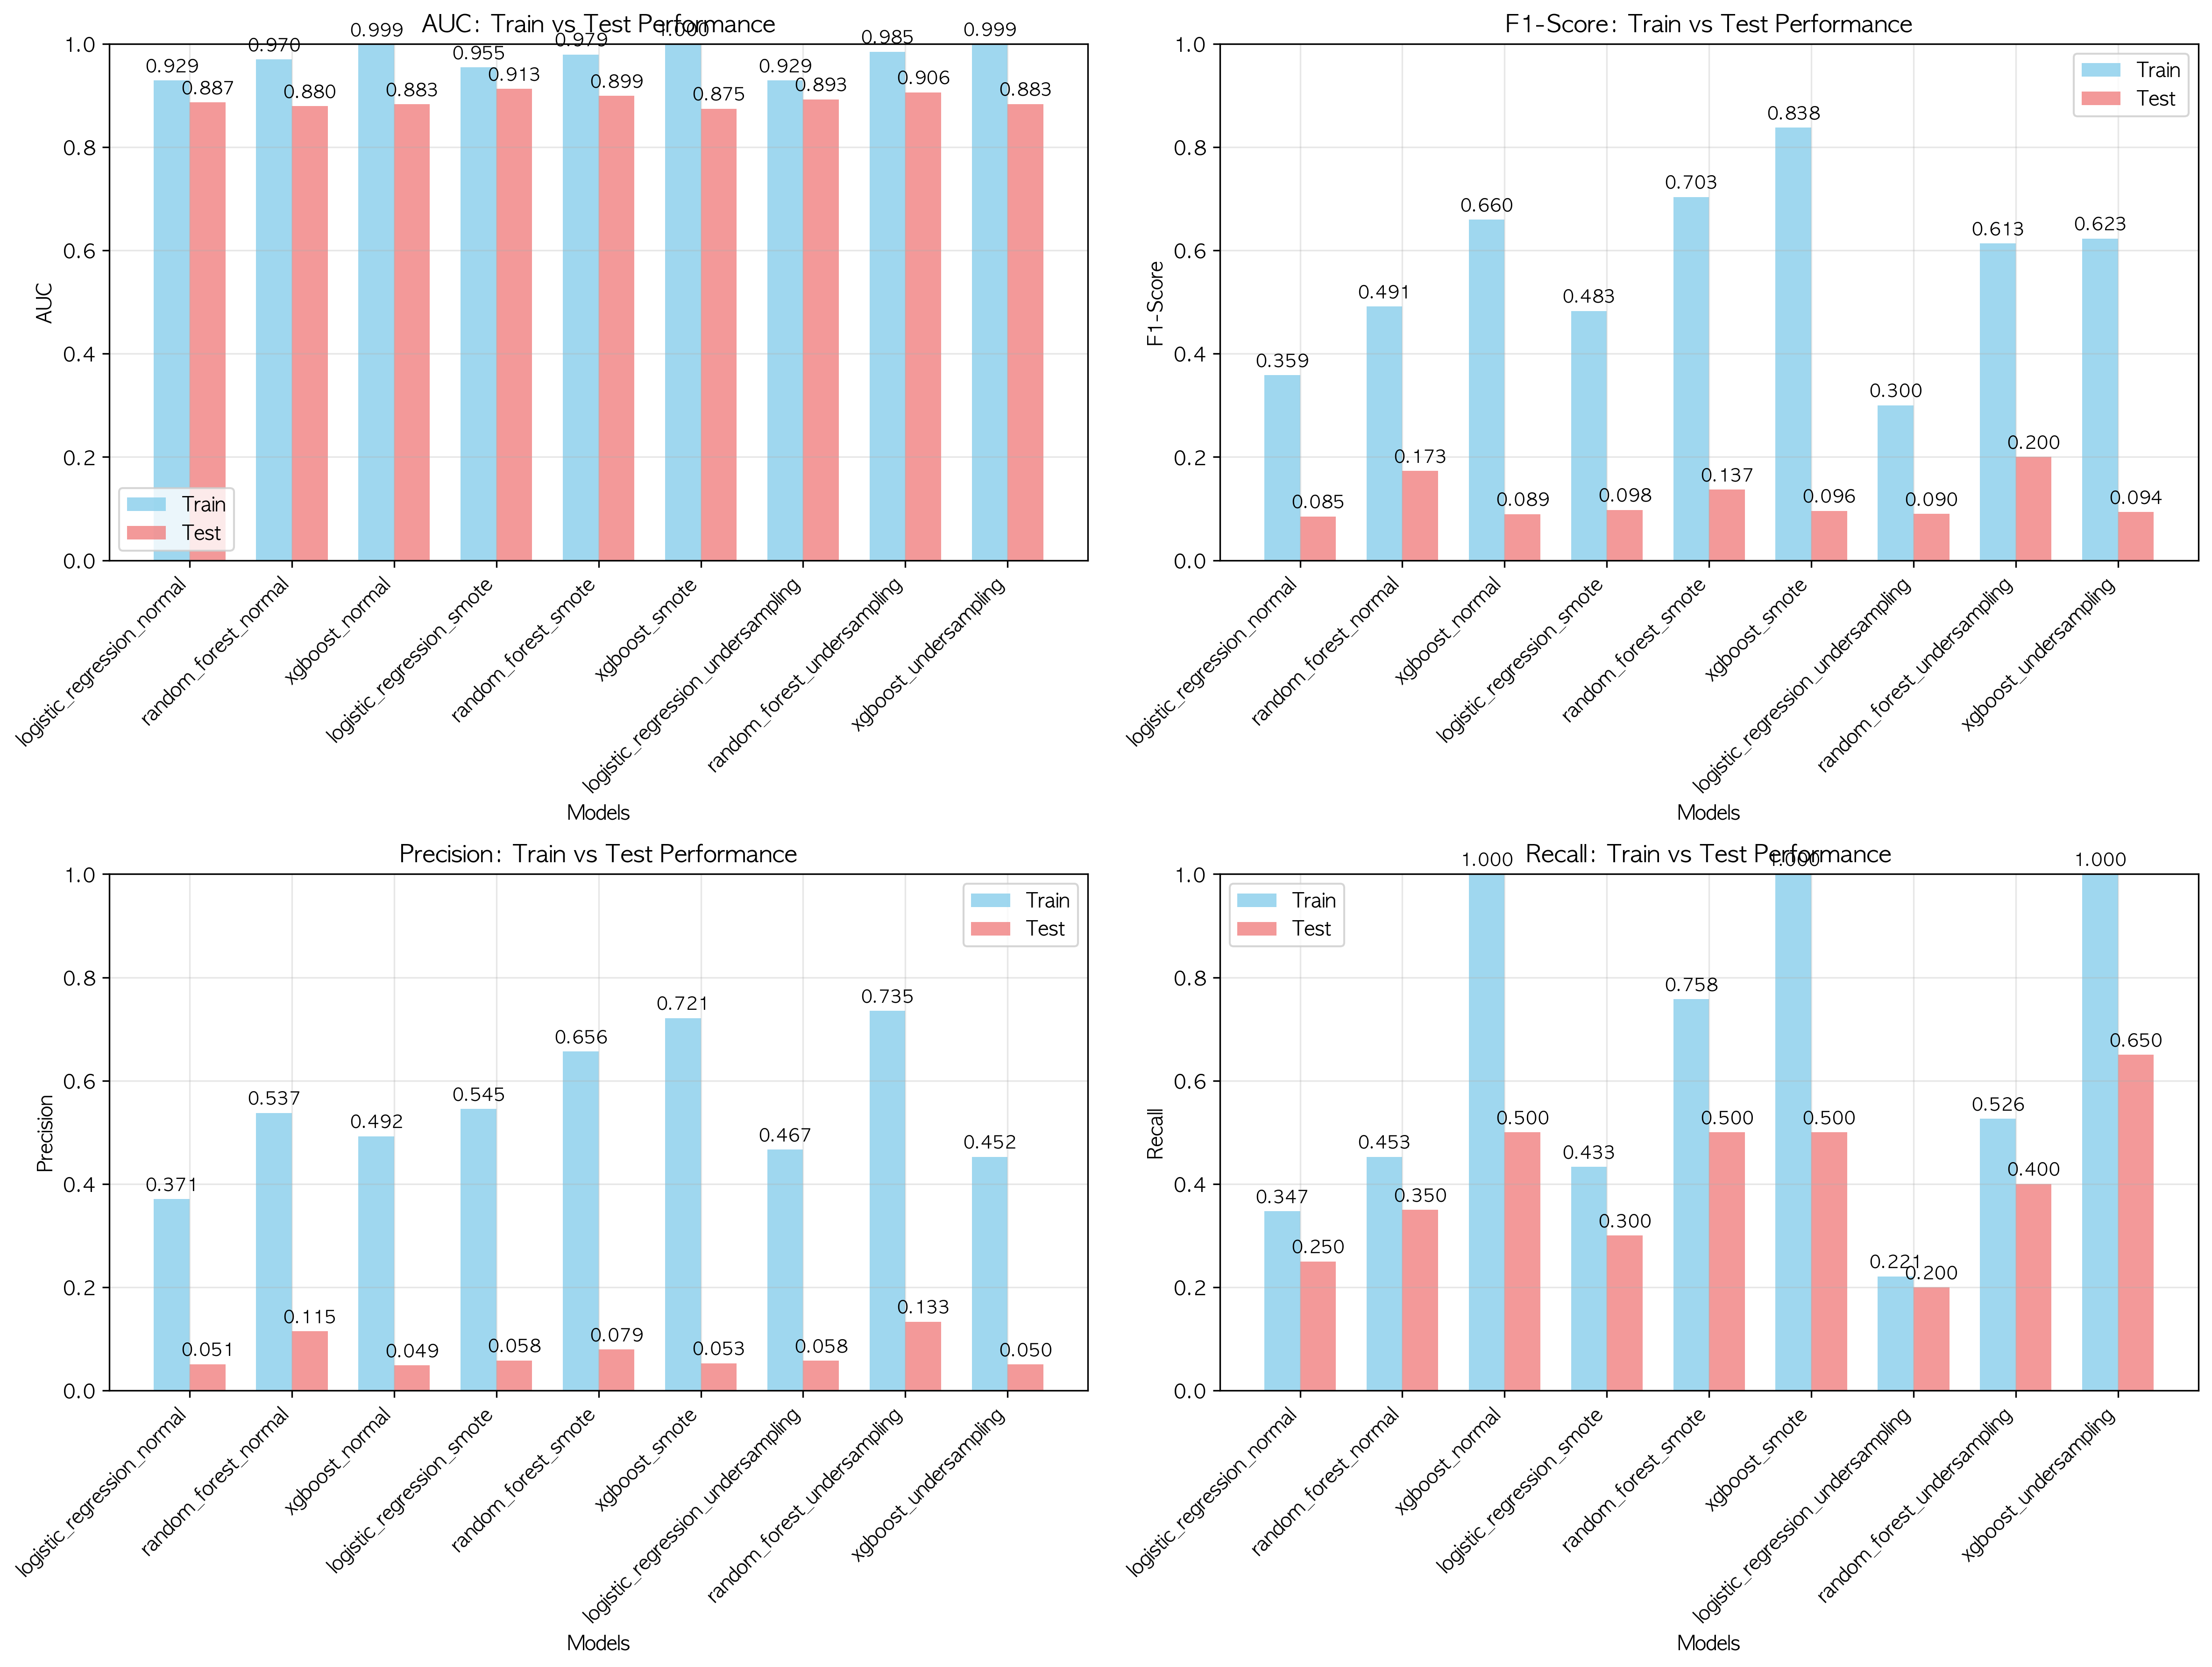 AUC: Train vs Test Performance
AUC
1.0
0.8
0.6
0.4
0.2
0.0
0.929
0.887
0.970
0.880
0.999
0.883
0.955
0.913
0.979
0.899
1.000
0.875
0.929
0.893
0.985
0.906
0.999
0.883
Train
Test
logistic_regression_normal
random_forest_normal
xgboost_normal
logistic_regression_smote
random_forest_smote
xgboost_smote
logistic_regression_undersampling
random_forest_undersampling
xgboost_undersampling
Models
F1-Score: Train vs Test Performance
F1-Score
1.0
0.8
0.6
0.4
0.2
0.0
0.359
0.085
0.491
0.173
0.660
0.089
0.483
0.098
0.703
0.137
0.838
0.096
0.300
0.090
0.613
0.200
0.623
0.094
Train
Test
logistic_regression_normal
random_forest_normal
xgboost_normal
logistic_regression_smote
random_forest_smote
xgboost_smote
logistic_regression_undersampling
random_forest_undersampling
xgboost_undersampling
Models
Precision: Train vs Test Performance
Precision
1.0
0.8
0.6
0.4
0.2
0.0
0.371
0.051
0.537
0.115
0.492
0.049
0.545
0.058
0.656
0.079
0.721
0.053
0.467
0.058
0.735
0.133
0.452
0.050
Train
Test
logistic_regression_normal
random_forest_normal
xgboost_normal
logistic_regression_smote
random_forest_smote
xgboost_smote
logistic_regression_undersampling
random_forest_undersampling
xgboost_undersampling
Models
Recall: Train vs Test Performance
Recall
1.0
0.8
0.6
0.4
0.2
0.0
0.347
0.250
0.453
0.350
1.000
0.500
0.433
0.300
0.758
0.500
1.000
0.500
0.221
0.200
0.526
0.400
1.000
0.650
Train
Test
logistic_regression_normal
random_forest_normal
xgboost_normal
logistic_regression_smote
random_forest_smote
xgboost_smote
logistic_regression_undersampling
random_forest_undersampling
xgboost_undersampling
Models